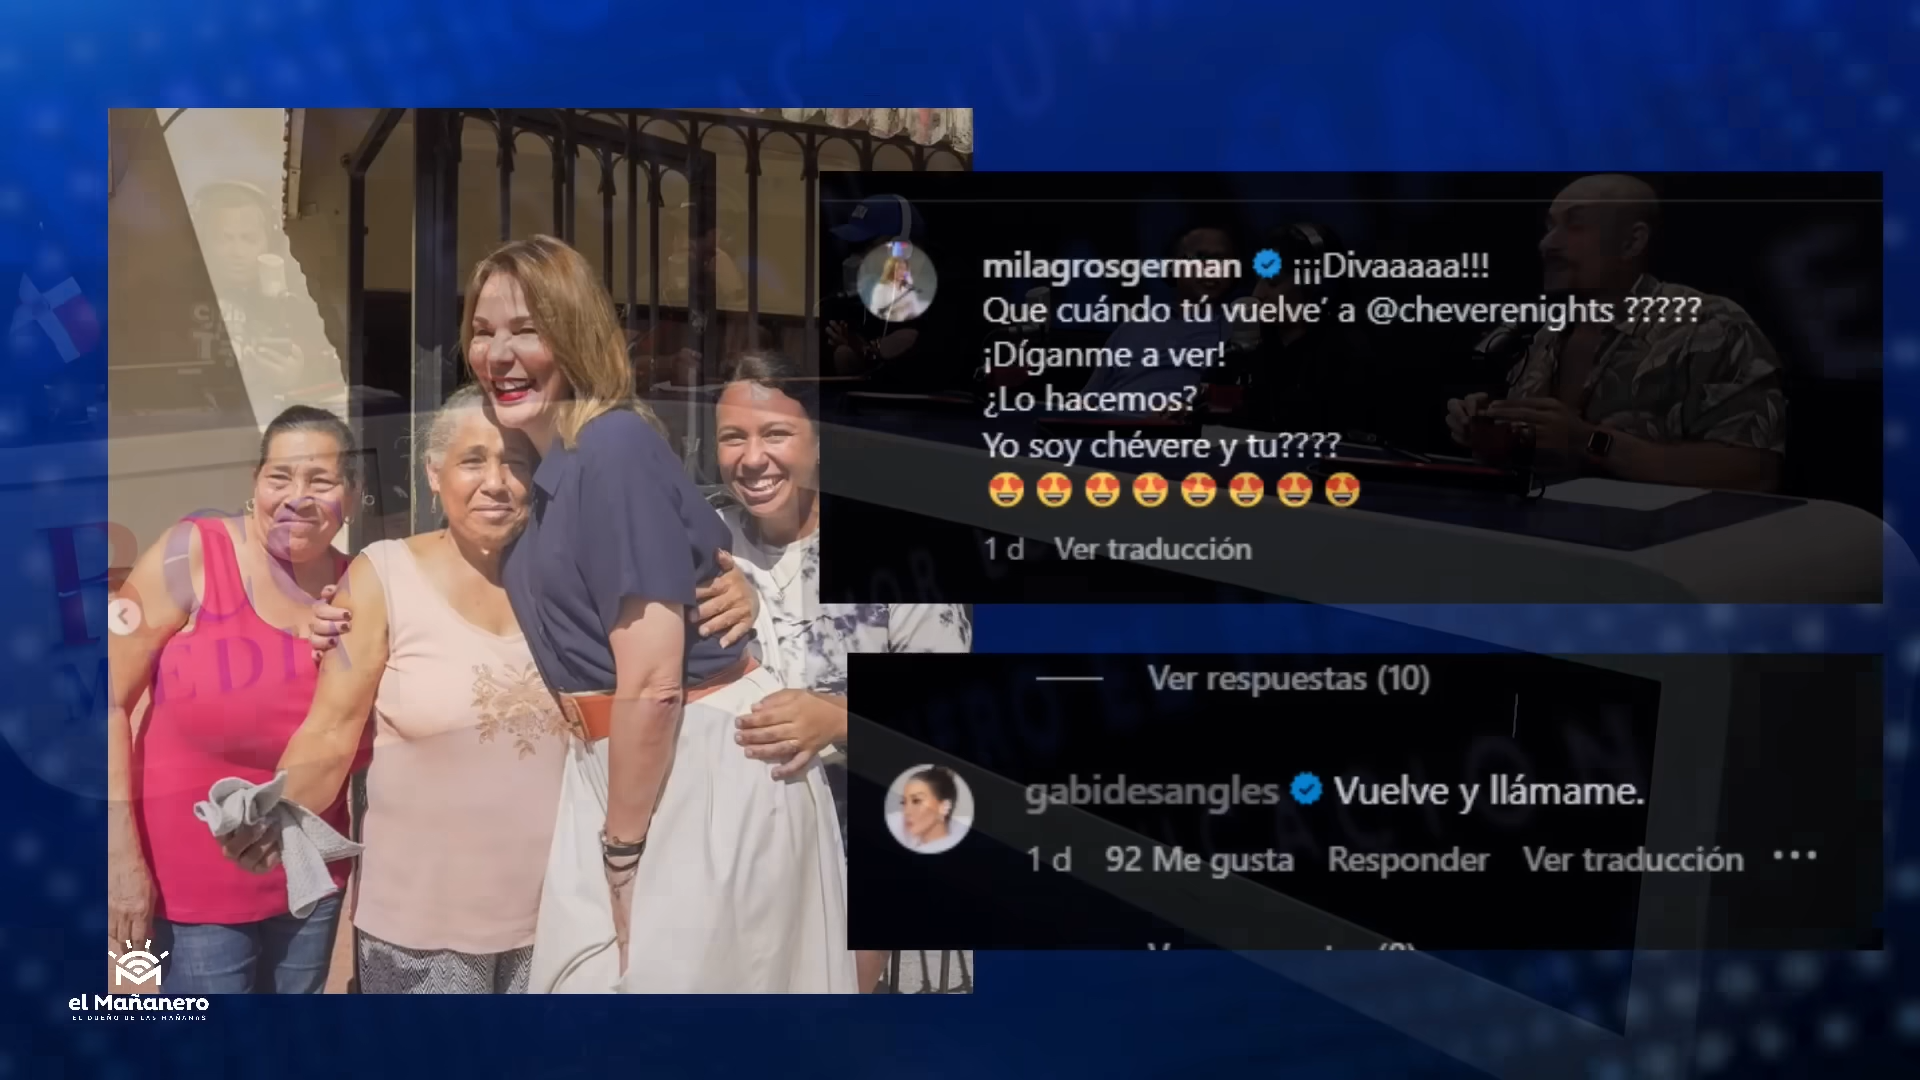 milagrosgerman ¡¡¡Divaaaaa!!!
Que cuándo tú vuelve' a @cheverenights ?????
¡Díganme a ver!
¿Lo hacemos?
Yo soy chévere y tu????
1 d Ver traducción
Ver respuestas (10)
gabidesangles Vuelve y llámame.
1 d 92 Me gusta Responder Ver traducción
MEDIA
el Mañanero
EL DUEÑO DE LAS MAÑANAS